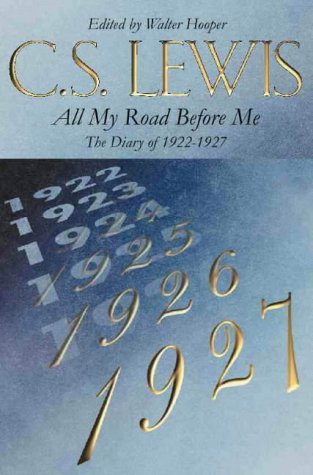 Edited by Walter Hooper
C.S. LEWIS
All My Road Before Me
The Diary of 1922-1927
1922
1923
1924
1925
1926
1927